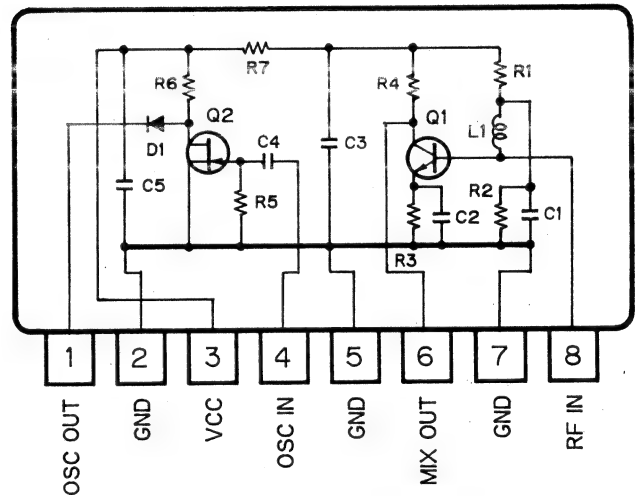 R7
R6
R4
R1
Q2
Q1
L1
D1
C4
C3
C5
R5
R2
C2
C1
R3
1 2 3 4 5 6 7 8
OSC OUT
GND
VCC
OSC IN
GND
MIX OUT
GND
RF IN